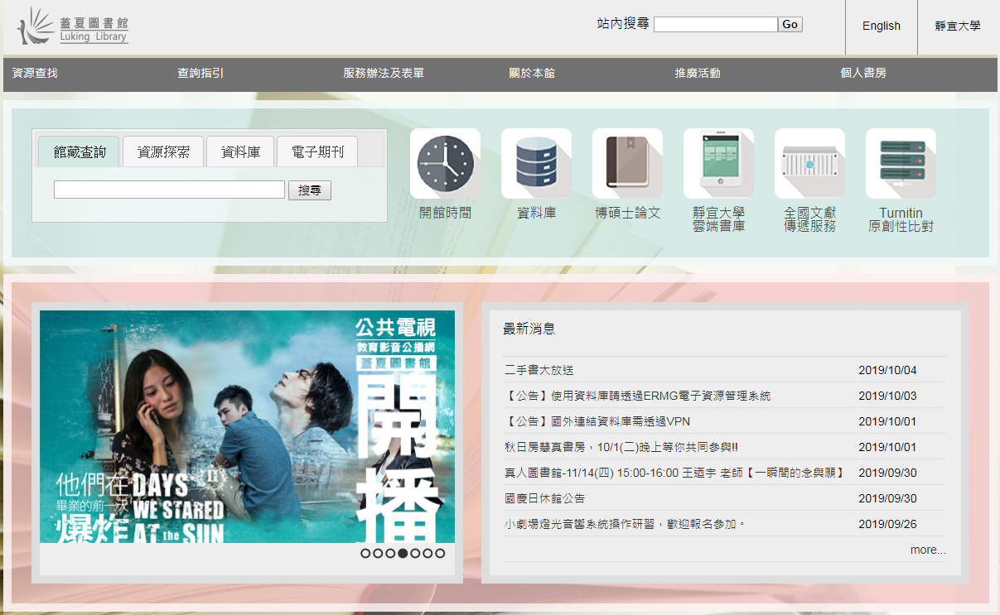 蓋夏圖書館
Luking Library
站內搜尋
Go
English
靜宜大學
資源查找
查詢指引
服務辦法及表單
關於本館
推廣活動
個人書房
館藏查詢
資源探索
資料庫
電子期刊
搜尋
開館時間
資料庫
博碩士論文
靜宜大學
雲端書庫
全國文獻
傳遞服務
Turnitin
原創性比對
公共電視
教育影音公播網
蓋夏圖書館
開
播
他們在
畢業的前一天
爆炸
II
DAYS
WE STARED
AT the SUN
最新消息
二手書大放送 2019/10/04
【公告】使用資料庫請透過ERMG電子資源管理系統 2019/10/03
【公告】國外連結資料庫需透過VPN 2019/10/01
秋日房慧真書房，10/1(二)晚上等你共同參與!! 2019/10/01
真人圖書館-11/14(四) 15:00-16:00 王迺宇 老師【一瞬間的念與願】 2019/09/30
國慶日休館公告 2019/09/30
小劇場燈光音響系統操作研習，歡迎報名參加。 2019/09/26
more...